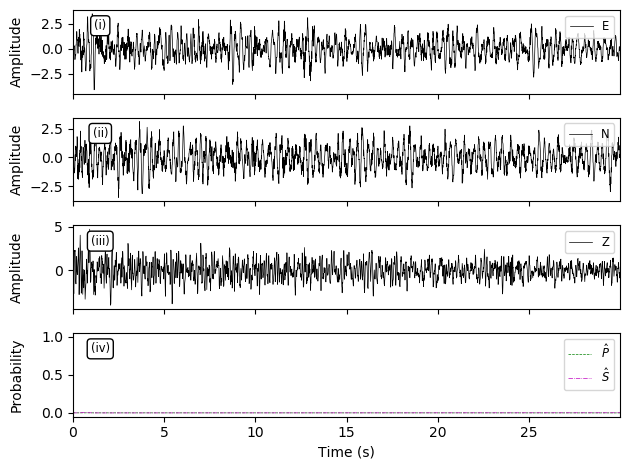 Amplitude
2.5
0.0
−2.5
(i)
E
Amplitude
2.5
0.0
−2.5
(ii)
N
Amplitude
5
0
(iii)
Z
Probability
1.0
0.5
0.0
(iv)
P̂
Ŝ
0 5 10 15 20 25
Time (s)